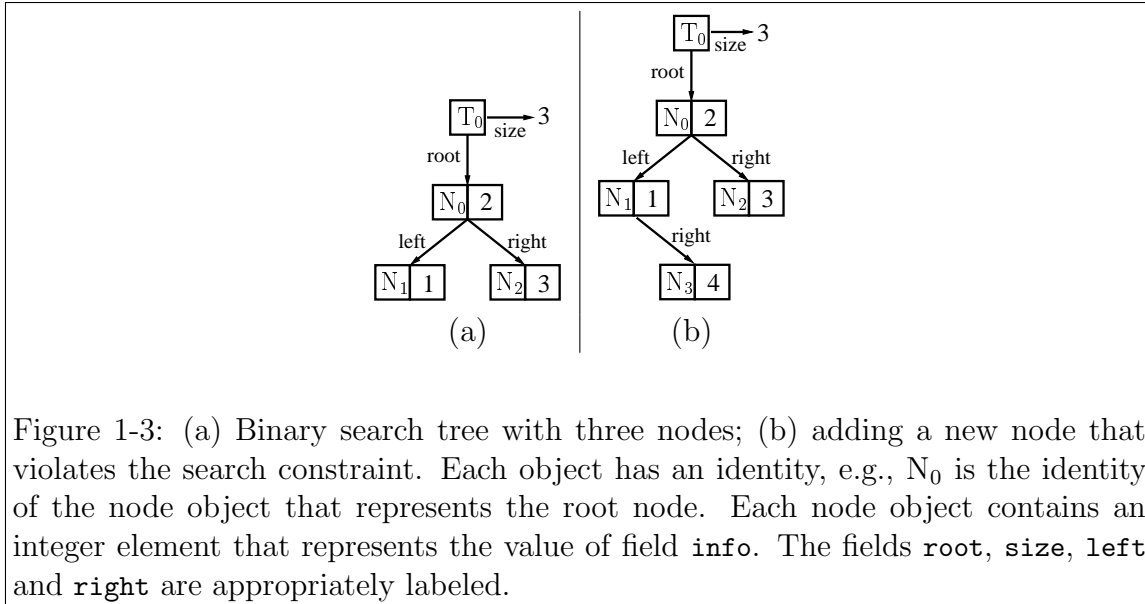 T0 size 3
root
N0 2
left right
N1 1 N2 3
(a)
T0 size 3
root
N0 2
left right
N1 1 N2 3
right
N3 4
(b)
Figure 1-3: (a) Binary search tree with three nodes; (b) adding a new node that
violates the search constraint. Each object has an identity, e.g., N0 is the identity
of the node object that represents the root node. Each node object contains an
integer element that represents the value of field info. The fields root, size, left
and right are appropriately labeled.